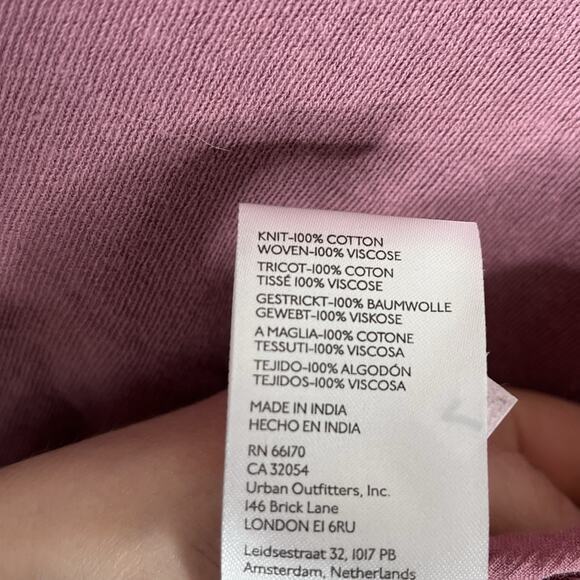 KNIT-100% COTTON
WOVEN-100% VISCOSE
TRICOT-100% COTON
TISSÉ 100% VISCOSE
GESTRICKT-100% BAUMWOLLE
GEWEBT-100% VISKOSE
A MAGLIA-100% COTONE
TESSUTI-100% VISCOSA
TEJIDO-100% ALGODÓN
TEJIDOS-100% VISCOSA
MADE IN INDIA
HECHO EN INDIA
RN 66170
CA 32054
Urban Outfitters, Inc.
146 Brick Lane
LONDON E1 6RU
Leidsestraat 32, 1017 PB
Amsterdam, Netherlands